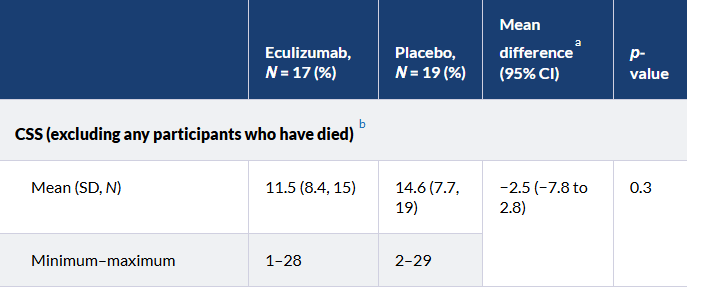 Eculizumab, N = 17 (%)
Placebo, N = 19 (%)
Mean difference a (95% CI)
p-value
CSS (excluding any participants who have died) b
Mean (SD, N)
11.5 (8.4, 15)
14.6 (7.7, 19)
−2.5 (−7.8 to 2.8)
0.3
Minimum–maximum
1–28
2–29